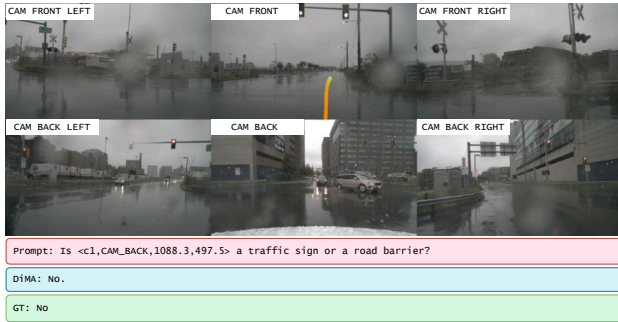 CAM FRONT LEFT
CAM FRONT
CAM FRONT RIGHT
CAM BACK LEFT
CAM BACK
CAM BACK RIGHT
Prompt: Is <c1,CAM_BACK,1088.3,497.5> a traffic sign or a road barrier?
DiMA: No.
GT: No